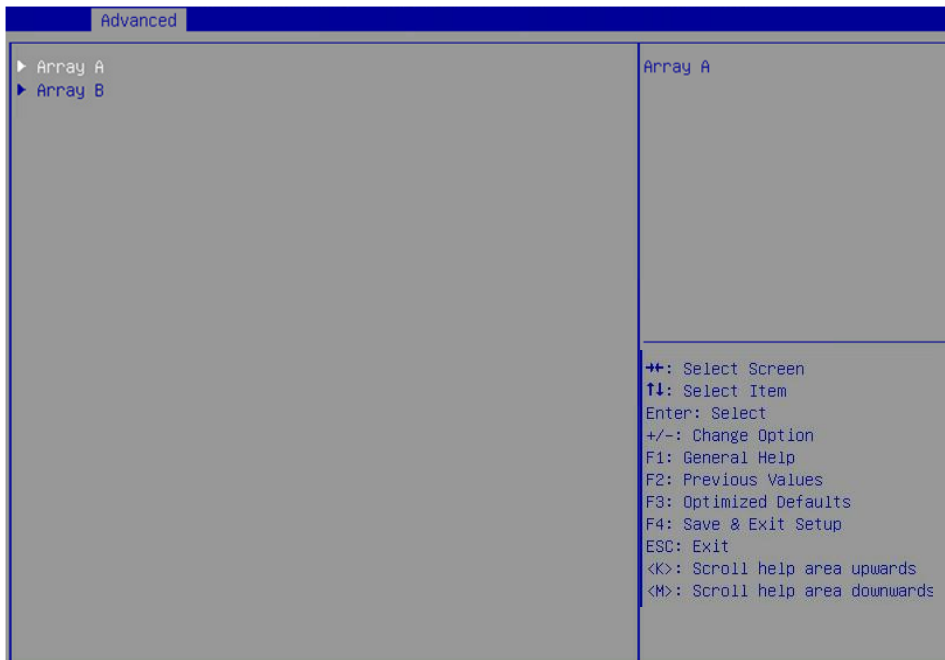 Advanced
Array A
Array B
Array A
→←: Select Screen
↑↓: Select Item
Enter: Select
+/-: Change Option
F1: General Help
F2: Previous Values
F3: Optimized Defaults
F4: Save & Exit Setup
ESC: Exit
<K>: Scroll help area upwards
<M>: Scroll help area downwards